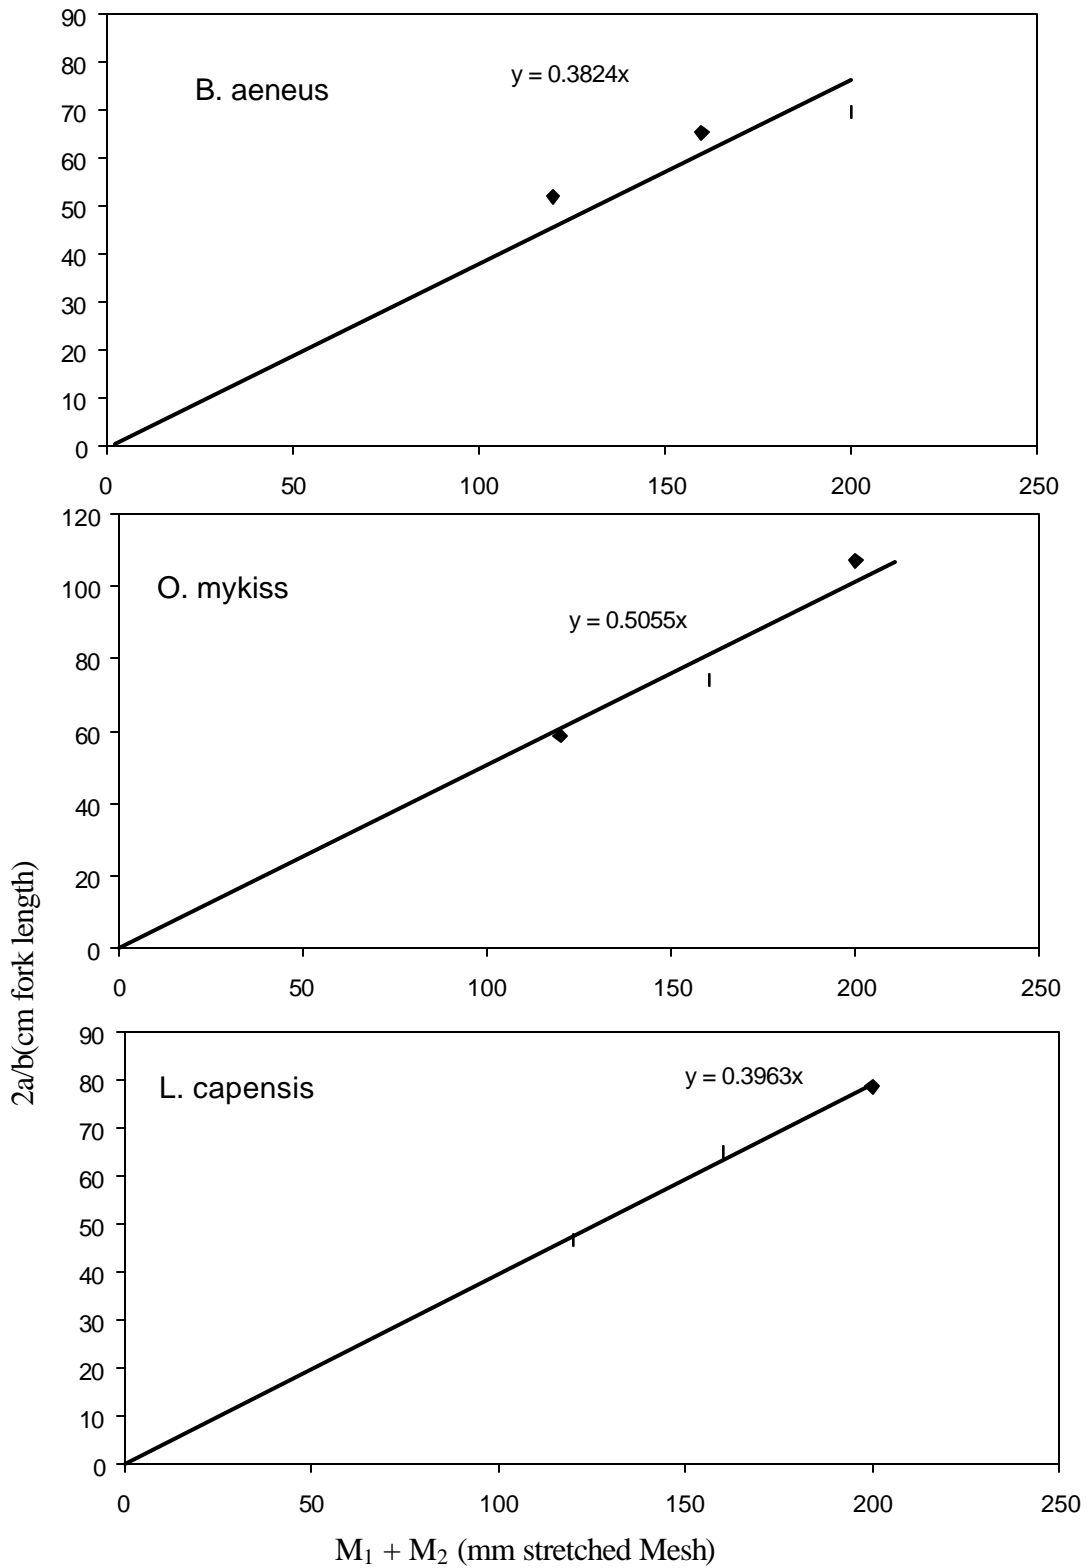 90
80
70
60
50
40
30
20
10
0
B. aeneus
y = 0.3824x
0 50 100 150 200 250
120
100
80
60
40
20
0
O. mykiss
y = 0.5055x
0 50 100 150 200 250
2a/b(cm fork length)
90
80
70
60
50
40
30
20
10
0
L. capensis
y = 0.3963x
0 50 100 150 200 250
M₁ + M₂ (mm stretched Mesh)